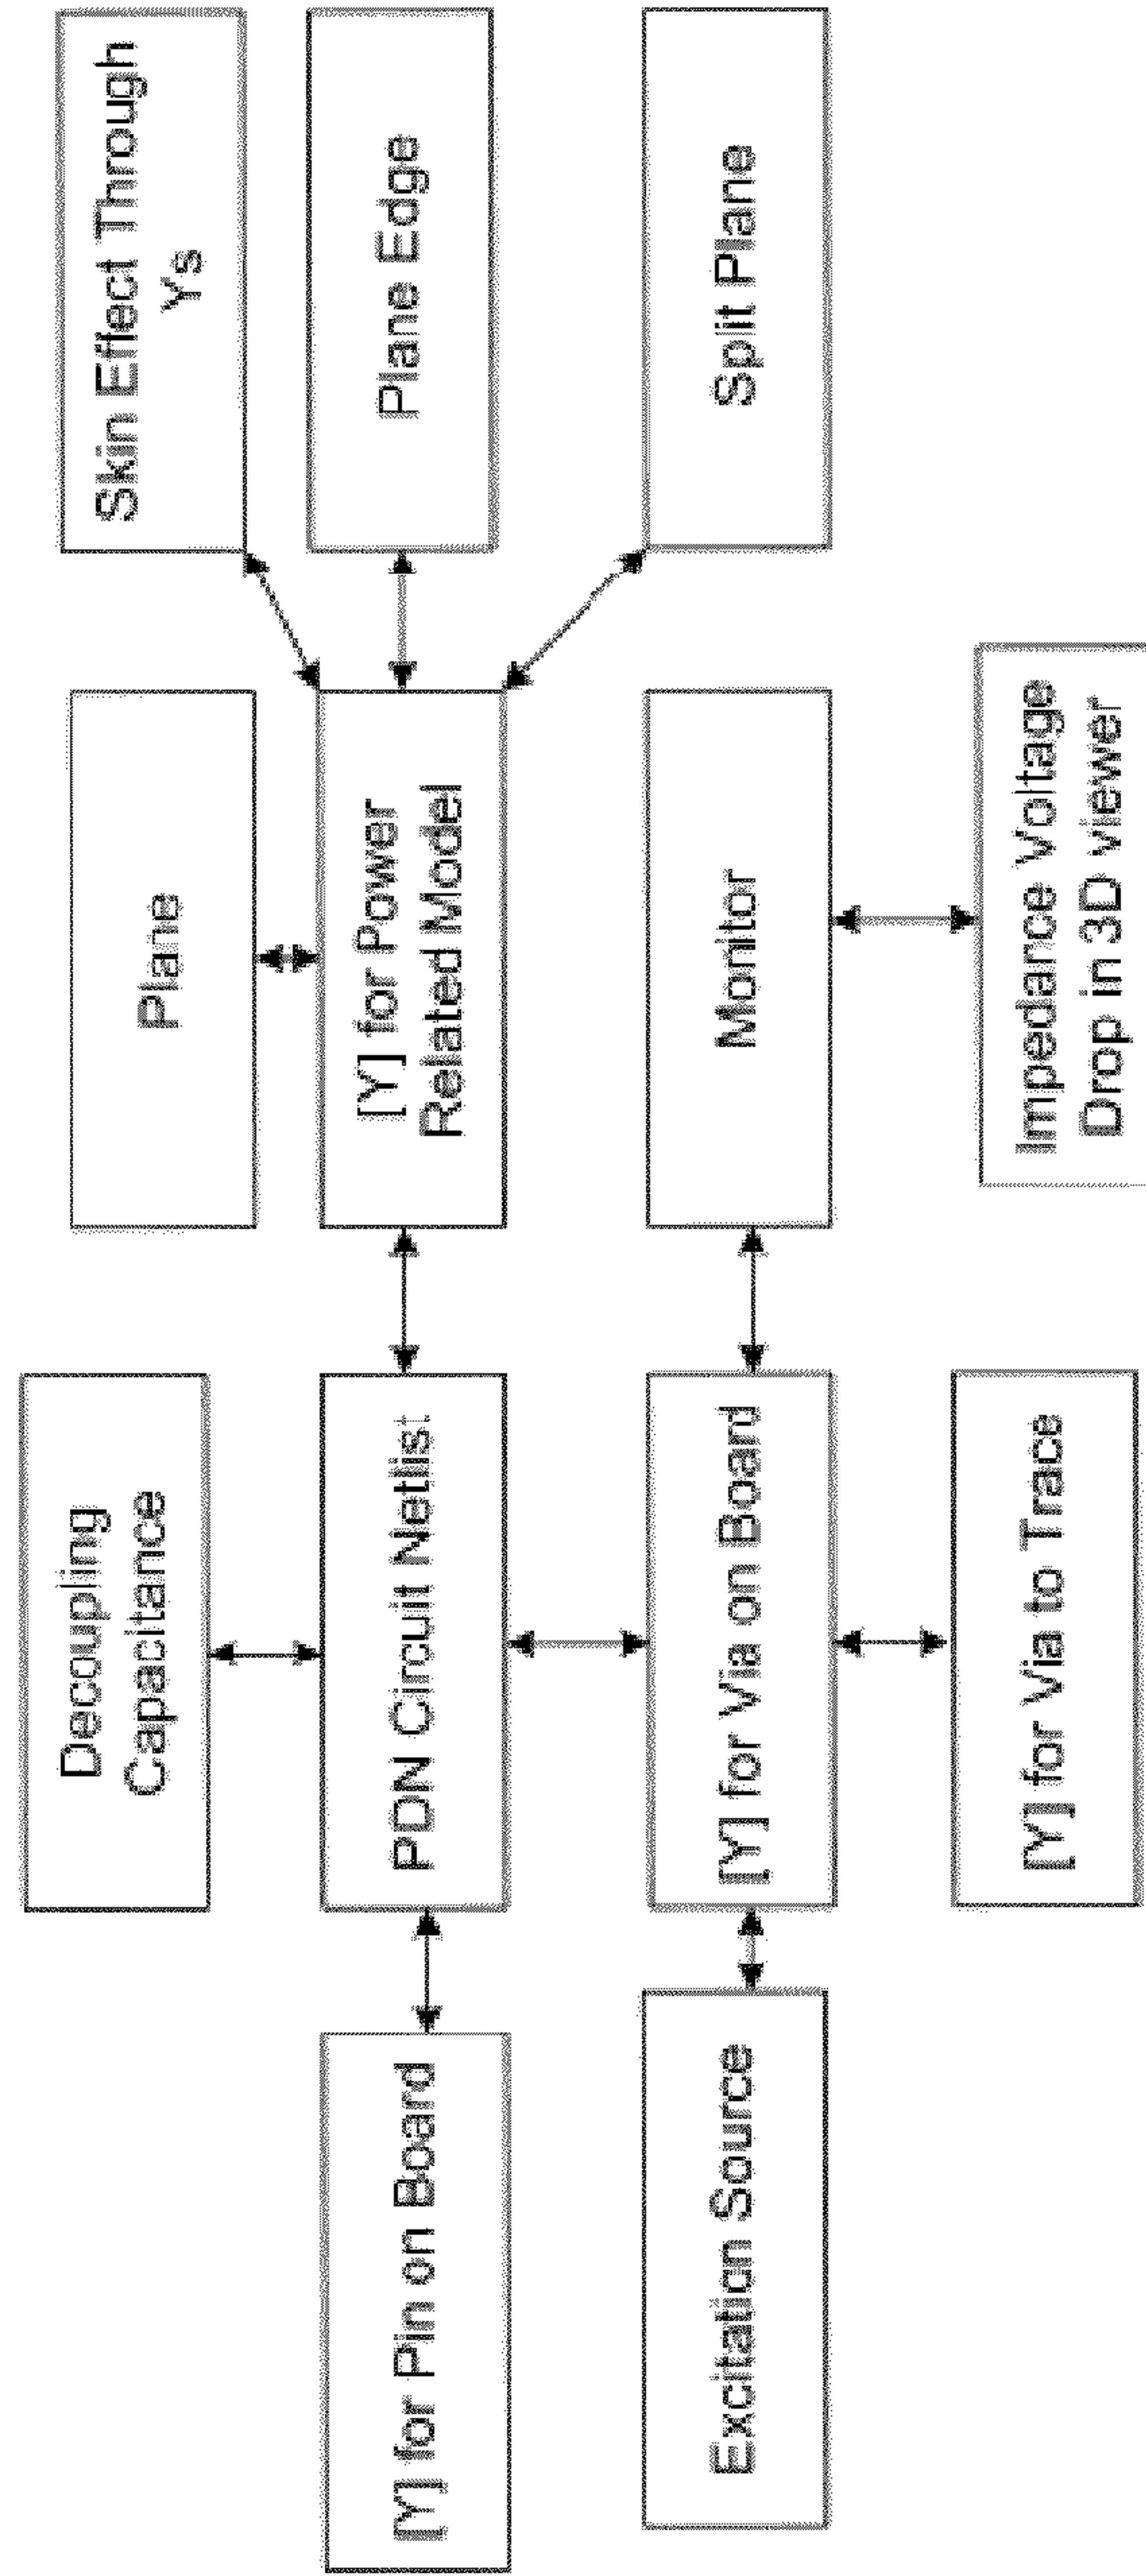 Decoupling
Capacitance
Plane
Skin Effect Through
Ys
[Y] for Pin on Board
PDN Circuit Netlist
[Y] for Power
Related Model
Plane Edge
Excitation Source
[Y] for Via on Board
Monitor
Split Plane
[Y] for Via to Trace
Impedance Voltage
Drop in 3D viewer